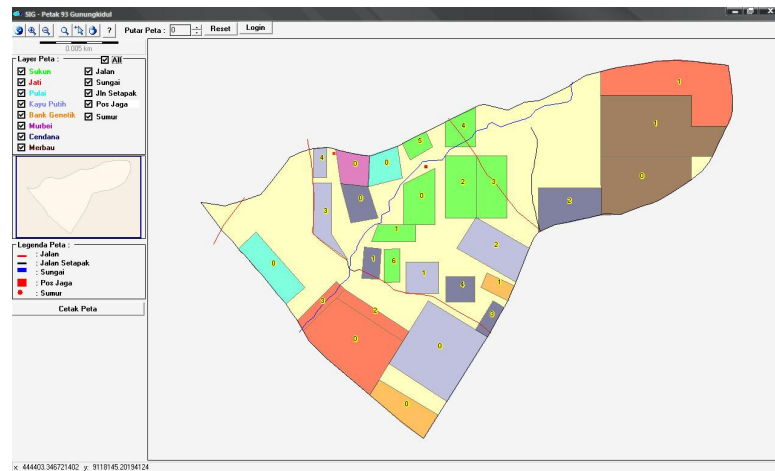 SIG - Petak 93 Gunungkidul
? Putar Peta : 0 Reset Login
0.005 km
Layer Peta : All
Sukun Jalan
Jati Sungai
Pulai Jln Setapak
Kayu Putih Pos Jaga
Bank Genetik Sumur
Murbei
Cendana
Merbau
Legenda Peta :
: Jalan
: Jalan Setapak
: Sungai
: Pos Jaga
: Sumur
Cetak Peta
1
4
1
5
4 0 0
2 3 0
0
3 0 2
1
2
0 1 6 1 4 1
3
2 3
0 0
0
x: 444403.346721402 y: 9118145.20194124